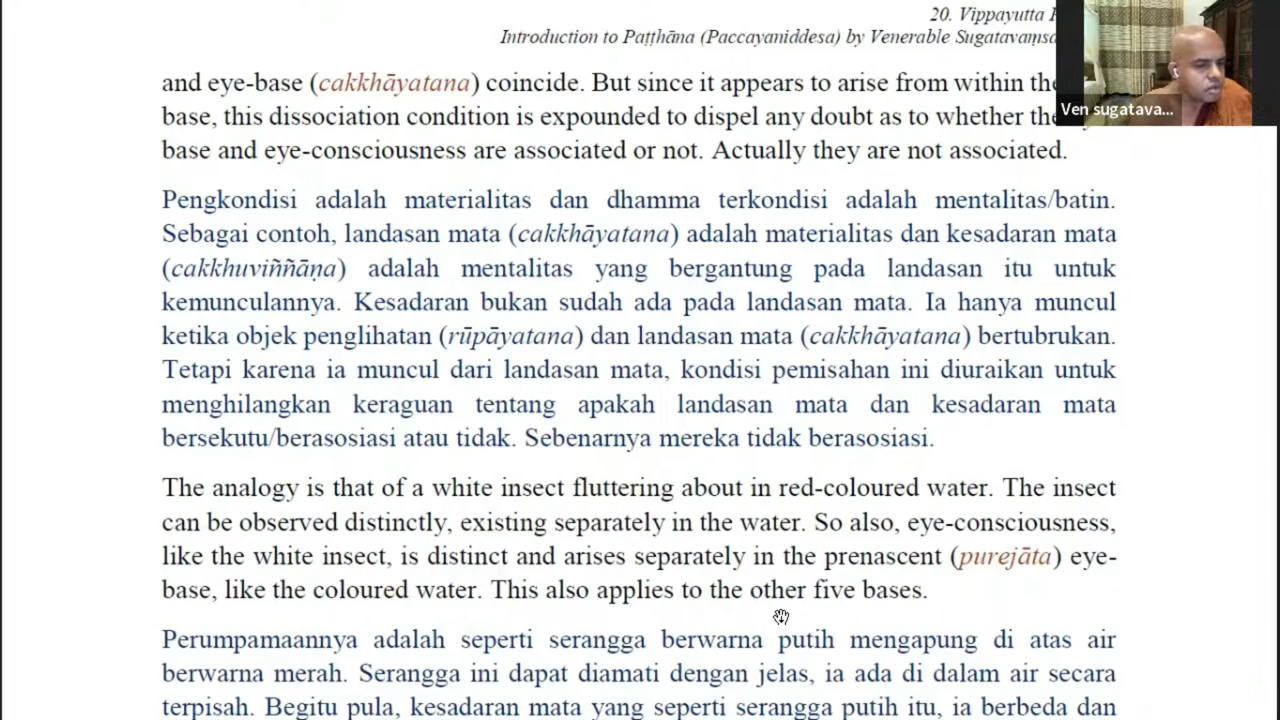 20. Vippayutta
Introduction to Paṭṭhāna (Paccayaniddesa) by Venerable Sugatavaṃsa
Ven sugatava...
and eye-base (cakkhāyatana) coincide. But since it appears to arise from within the
base, this dissociation condition is expounded to dispel any doubt as to whether the
base and eye-consciousness are associated or not. Actually they are not associated.
Pengkondisi adalah materialitas dan dhamma terkondisi adalah mentalitas/batin.
Sebagai contoh, landasan mata (cakkhāyatana) adalah materialitas dan kesadaran mata
(cakkhuviññāṇa) adalah mentalitas yang bergantung pada landasan itu untuk
kemunculannya. Kesadaran bukan sudah ada pada landasan mata. Ia hanya muncul
ketika objek penglihatan (rūpāyatana) dan landasan mata (cakkhāyatana) bertubrukan.
Tetapi karena ia muncul dari landasan mata, kondisi pemisahan ini diuraikan untuk
menghilangkan keraguan tentang apakah landasan mata dan kesadaran mata
bersekutu/berasosiasi atau tidak. Sebenarnya mereka tidak berasosiasi.
The analogy is that of a white insect fluttering about in red-coloured water. The insect
can be observed distinctly, existing separately in the water. So also, eye-consciousness,
like the white insect, is distinct and arises separately in the prenascent (purejāta) eye-
base, like the coloured water. This also applies to the other five bases.
Perumpamaannya adalah seperti serangga berwarna putih mengapung di atas air
berwarna merah. Serangga ini dapat diamati dengan jelas, ia ada di dalam air secara
terpisah. Begitu pula, kesadaran mata yang seperti serangga putih itu, ia berbeda dan